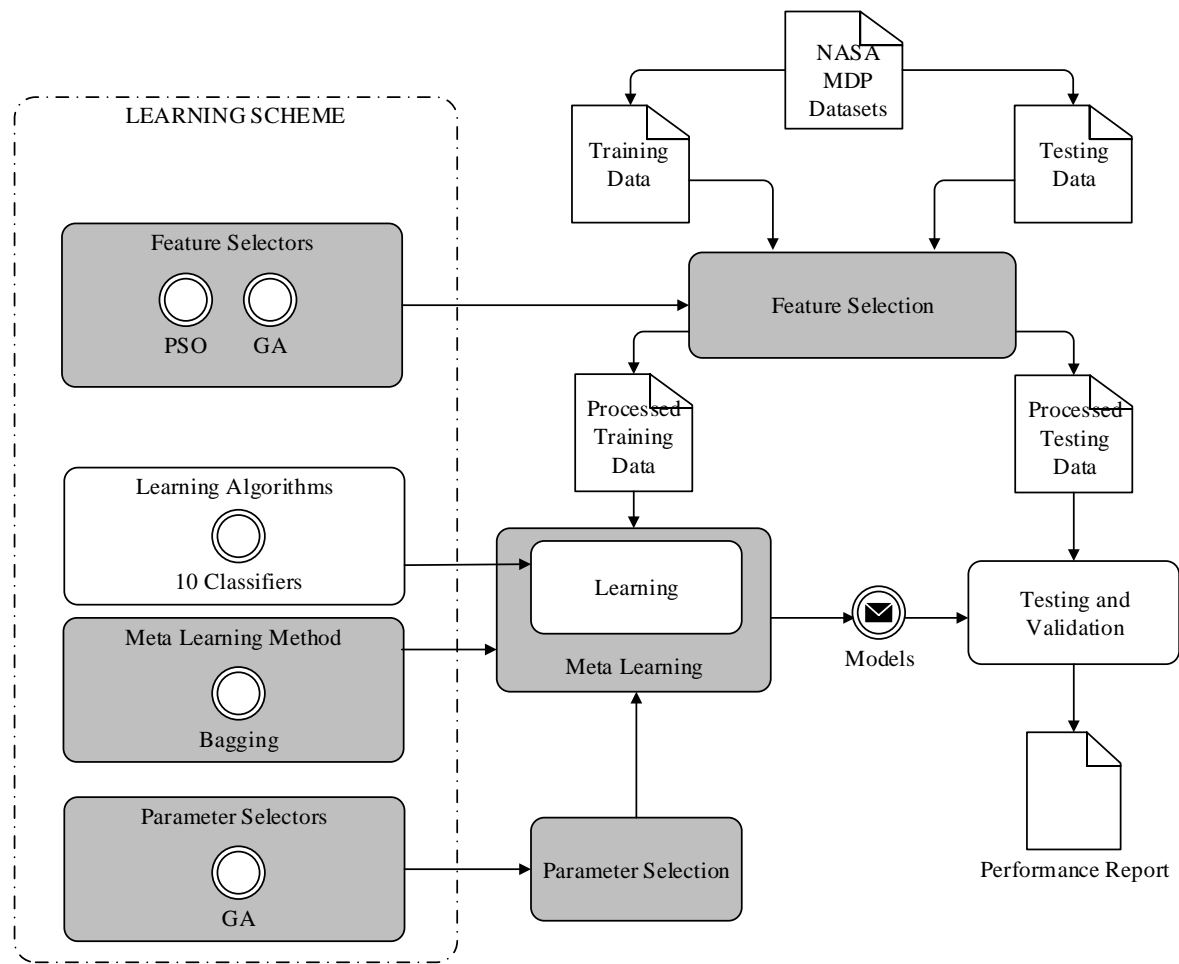 NASA
MDP
Datasets
LEARNING SCHEME
Training
Data
Testing
Data
Feature Selectors
PSO
GA
Feature Selection
Processed
Training
Data
Processed
Testing
Data
Learning Algorithms
10 Classifiers
Learning
Meta Learning
Models
Testing and
Validation
Meta Learning Method
Bagging
Parameter Selectors
GA
Parameter Selection
Performance Report